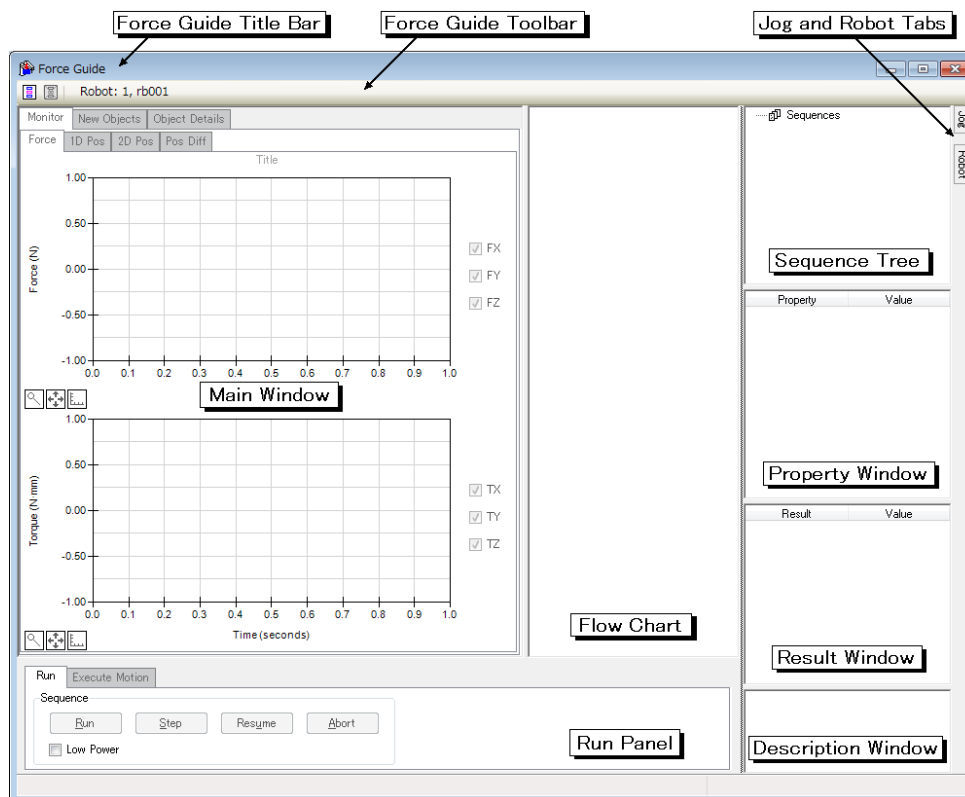 Force Guide Title Bar
Force Guide Toolbar
Jog and Robot Tabs
Force Guide
Robot: 1, rb001
Monitor New Objects Object Details
Force 1D Pos 2D Pos Pos Diff
Title
1.00
0.50
0.00
-0.50
-1.00
Force (N)
0.0 0.1 0.2 0.3 0.4 0.5 0.6 0.7 0.8 0.9 1.0
FX
FY
FZ
Main Window
1.00
0.50
0.00
-0.50
-1.00
Torque (N·mm)
0.0 0.1 0.2 0.3 0.4 0.5 0.6 0.7 0.8 0.9 1.0
Time (seconds)
TX
TY
TZ
Flow Chart
Sequences
Sequence Tree
Jog
Robot
Property Value
Property Window
Result Value
Result Window
Description Window
Run Execute Motion
Sequence
Run Step Resume Abort
Low Power
Run Panel